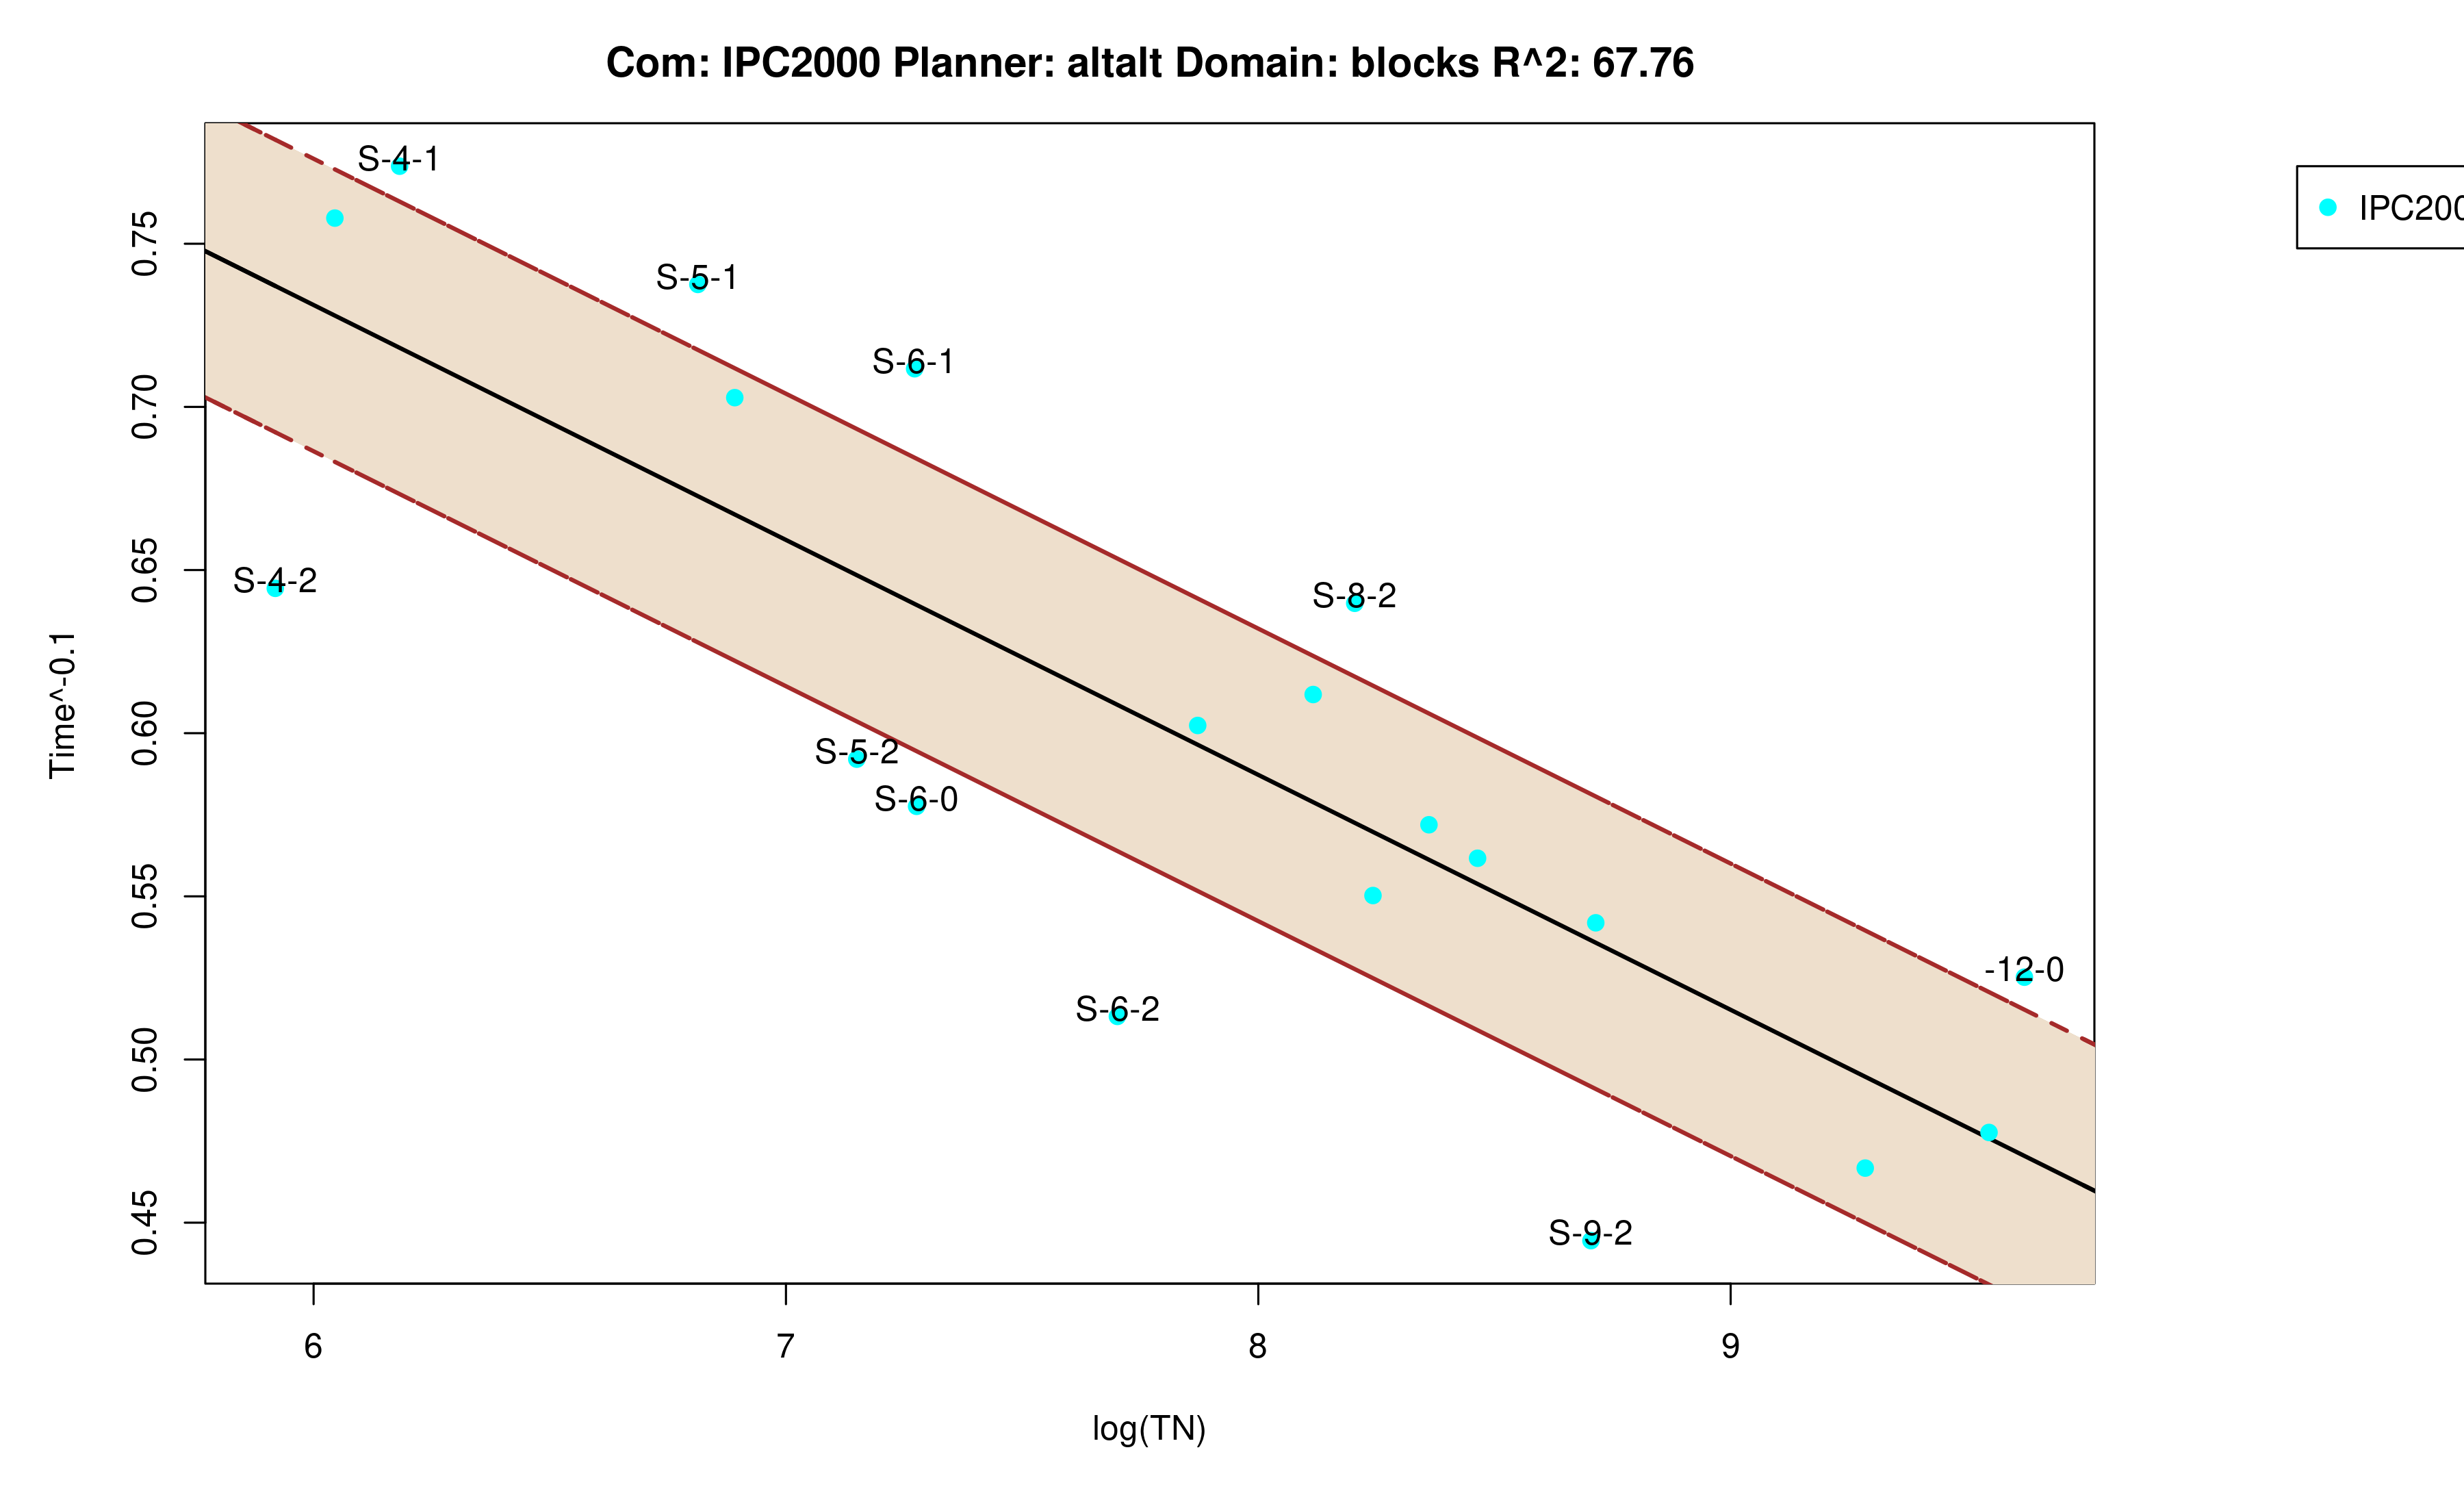 Com: IPC2000 Planner: altalt Domain: blocks R^2: 67.76
IPC200
S-4-1
S-5-1
S-6-1
S-4-2
S-8-2
S-5-2
S-6-0
-12-0
S-6-2
S-9-2
0.75
0.70
0.65
0.60
0.55
0.50
0.45
Time^-0.1
6 7 8 9
log(TN)